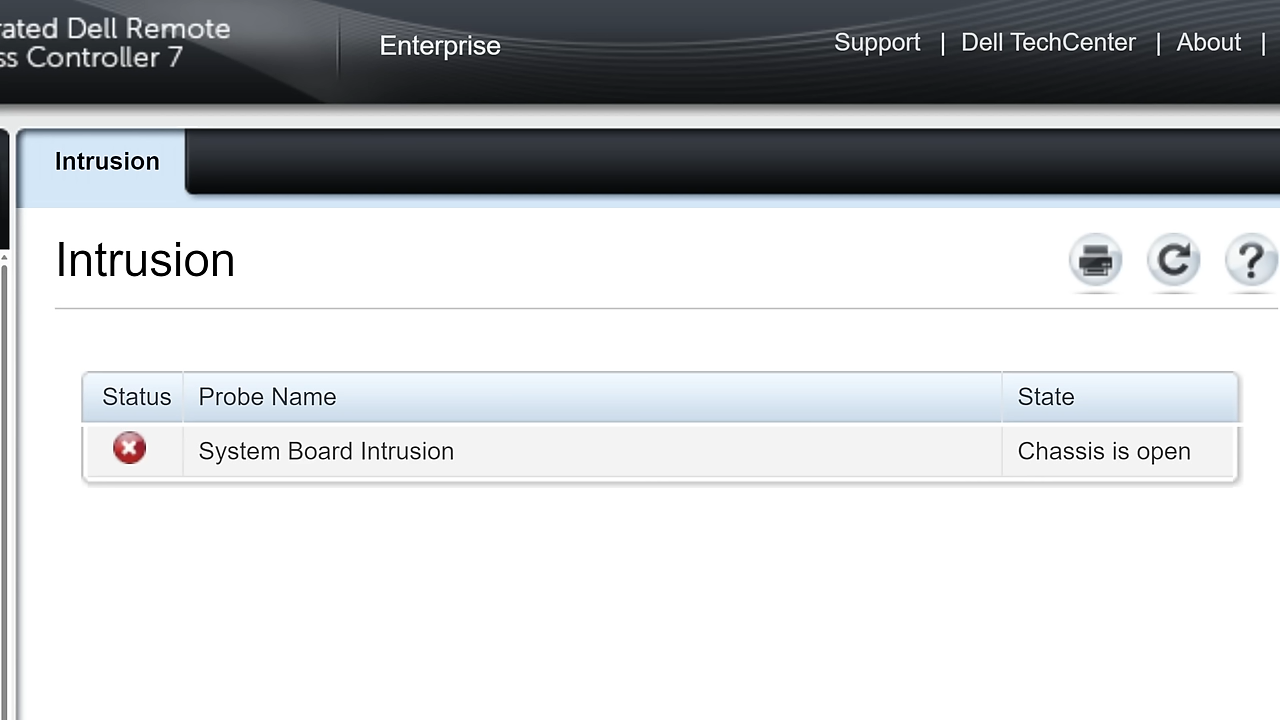 rated Dell Remote
ss Controller 7
Enterprise
Support | Dell TechCenter | About |
Intrusion
Intrusion
Status Probe Name State
System Board Intrusion Chassis is open